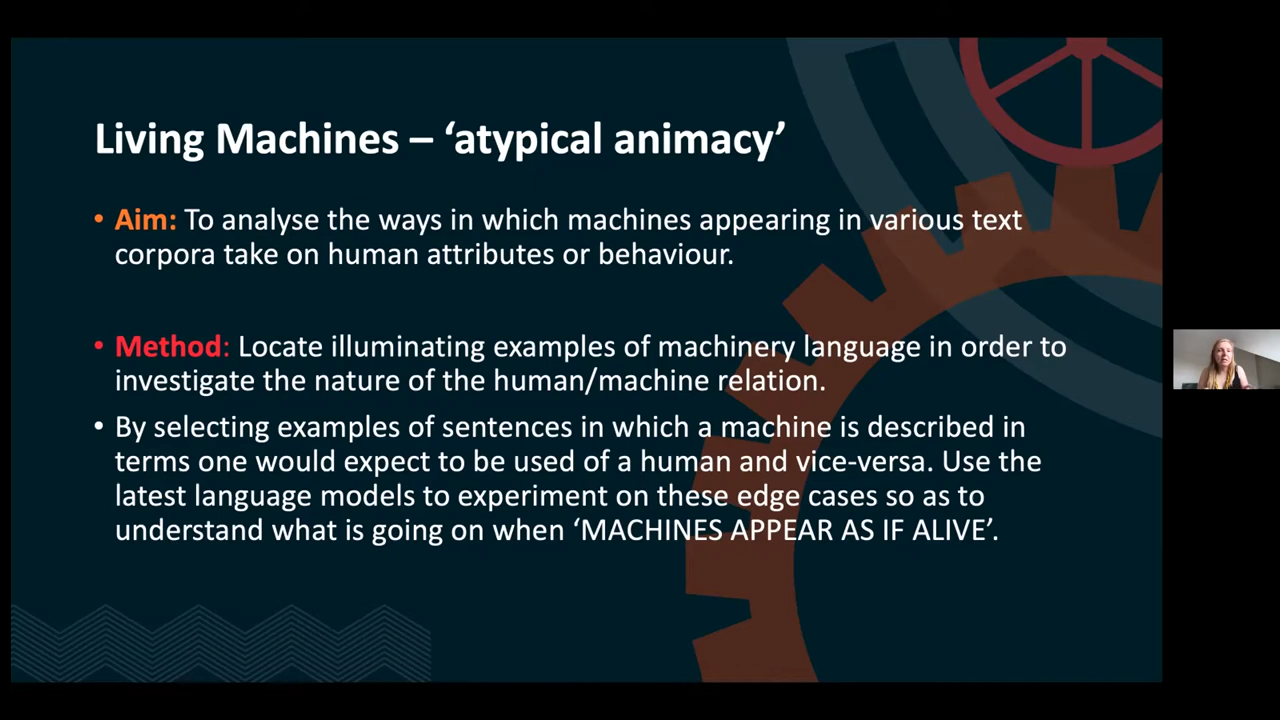 Living Machines – ‘atypical animacy’
• Aim: To analyse the ways in which machines appearing in various text
corpora take on human attributes or behaviour.
• Method: Locate illuminating examples of machinery language in order to
investigate the nature of the human/machine relation.
• By selecting examples of sentences in which a machine is described in
terms one would expect to be used of a human and vice-versa. Use the
latest language models to experiment on these edge cases so as to
understand what is going on when ‘MACHINES APPEAR AS IF ALIVE’.